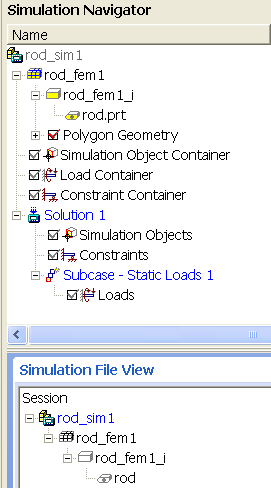 Simulation Navigator
Name
rod_sim1
rod_fem1
rod_fem1_i
rod.prt
Polygon Geometry
Simulation Object Container
Load Container
Constraint Container
Solution 1
Simulation Objects
Constraints
Subcase - Static Loads 1
Loads
Simulation File View
Session
rod_sim1
rod_fem1
rod_fem1_i
rod